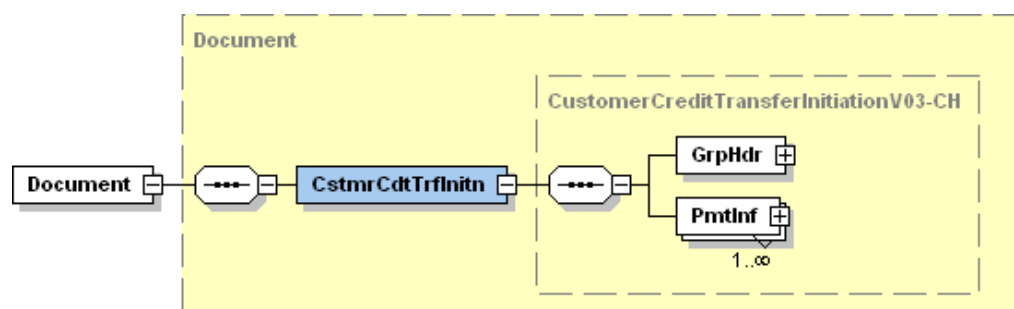 Document
CustomerCreditTransferInitiationV03-CH
GrpHdr
Document
CstmrCdtTrfInitn
PmtInf
1..∞